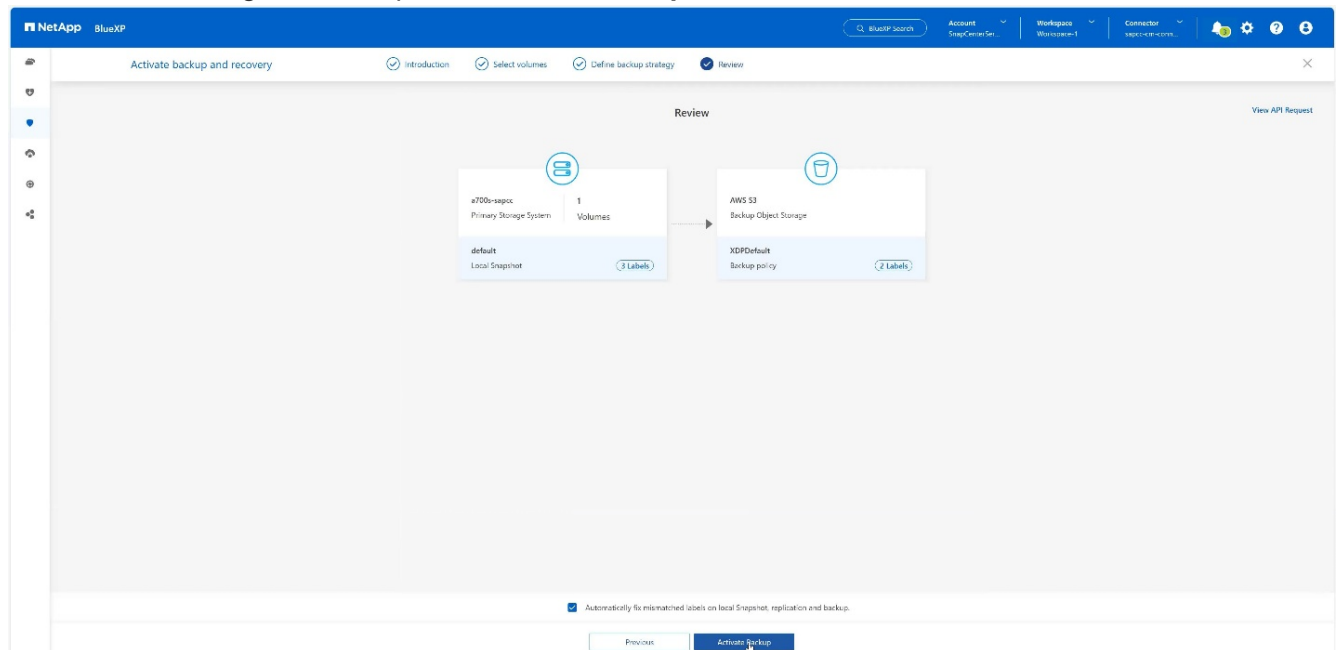 NetApp BlueXP
BlueXP Search
Account
SnapCenterSer...
Workspace
Workspace-1
Connector
sapcc-cm-conn...
Activate backup and recovery
Introduction
Select volumes
Define backup strategy
Review
Review
View API Request
a700s-sapcc
Primary Storage System
1
Volumes
default
Local Snapshot
3 Labels
AWS S3
Backup Object Storage
XDPDefault
Backup policy
2 Labels
Automatically fix mismatched labels on local Snapshot, replication and backup.
Previous
Activate Backup